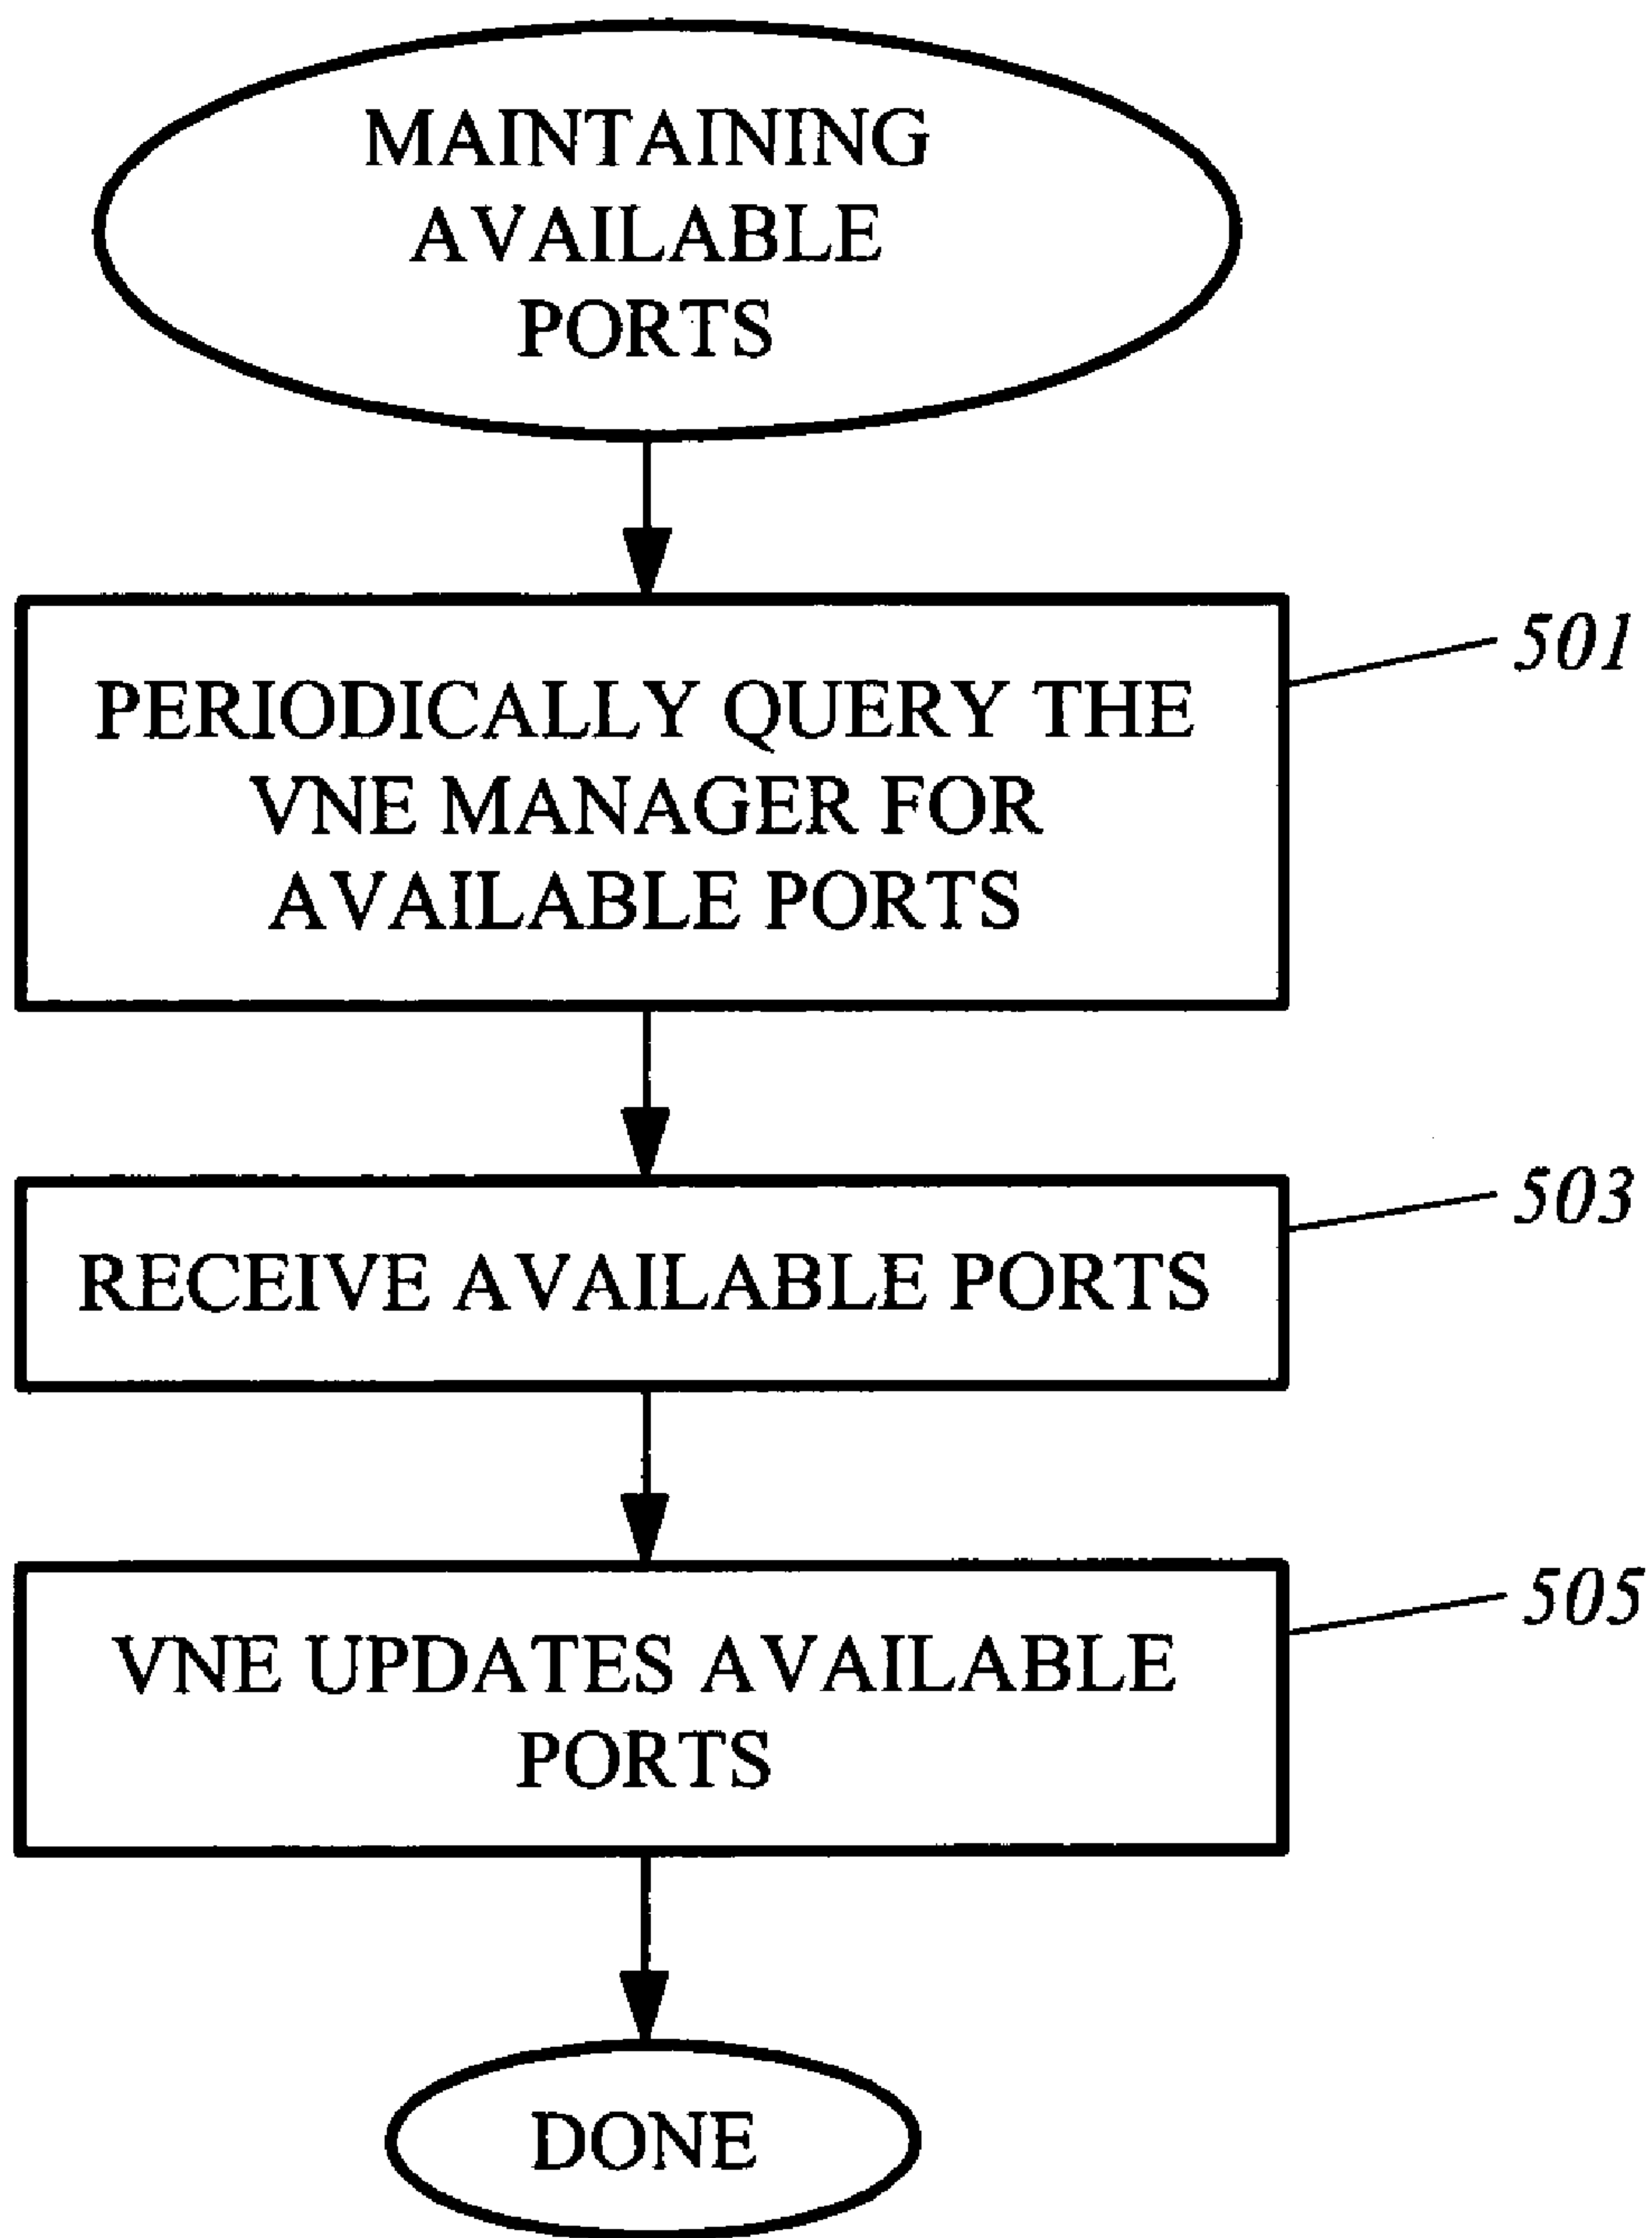 MAINTAINING
AVAILABLE
PORTS
PERIODICALLY QUERY THE
VNE MANAGER FOR
AVAILABLE PORTS
501
RECEIVE AVAILABLE PORTS
503
VNE UPDATES AVAILABLE
PORTS
505
DONE